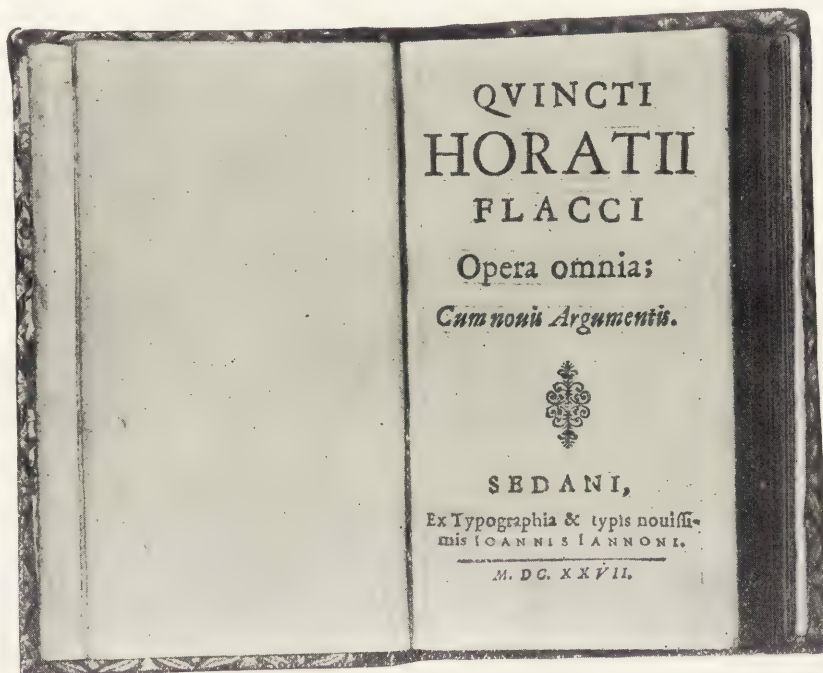 QVINCTI
HORATII
FLACCI
Opera omnia;
Cum nouis Argumentis.
SEDANI,
Ex Typographia & typis nouiſſi-
mis IOANNIS IANNONI.
M. DC. XXVII.